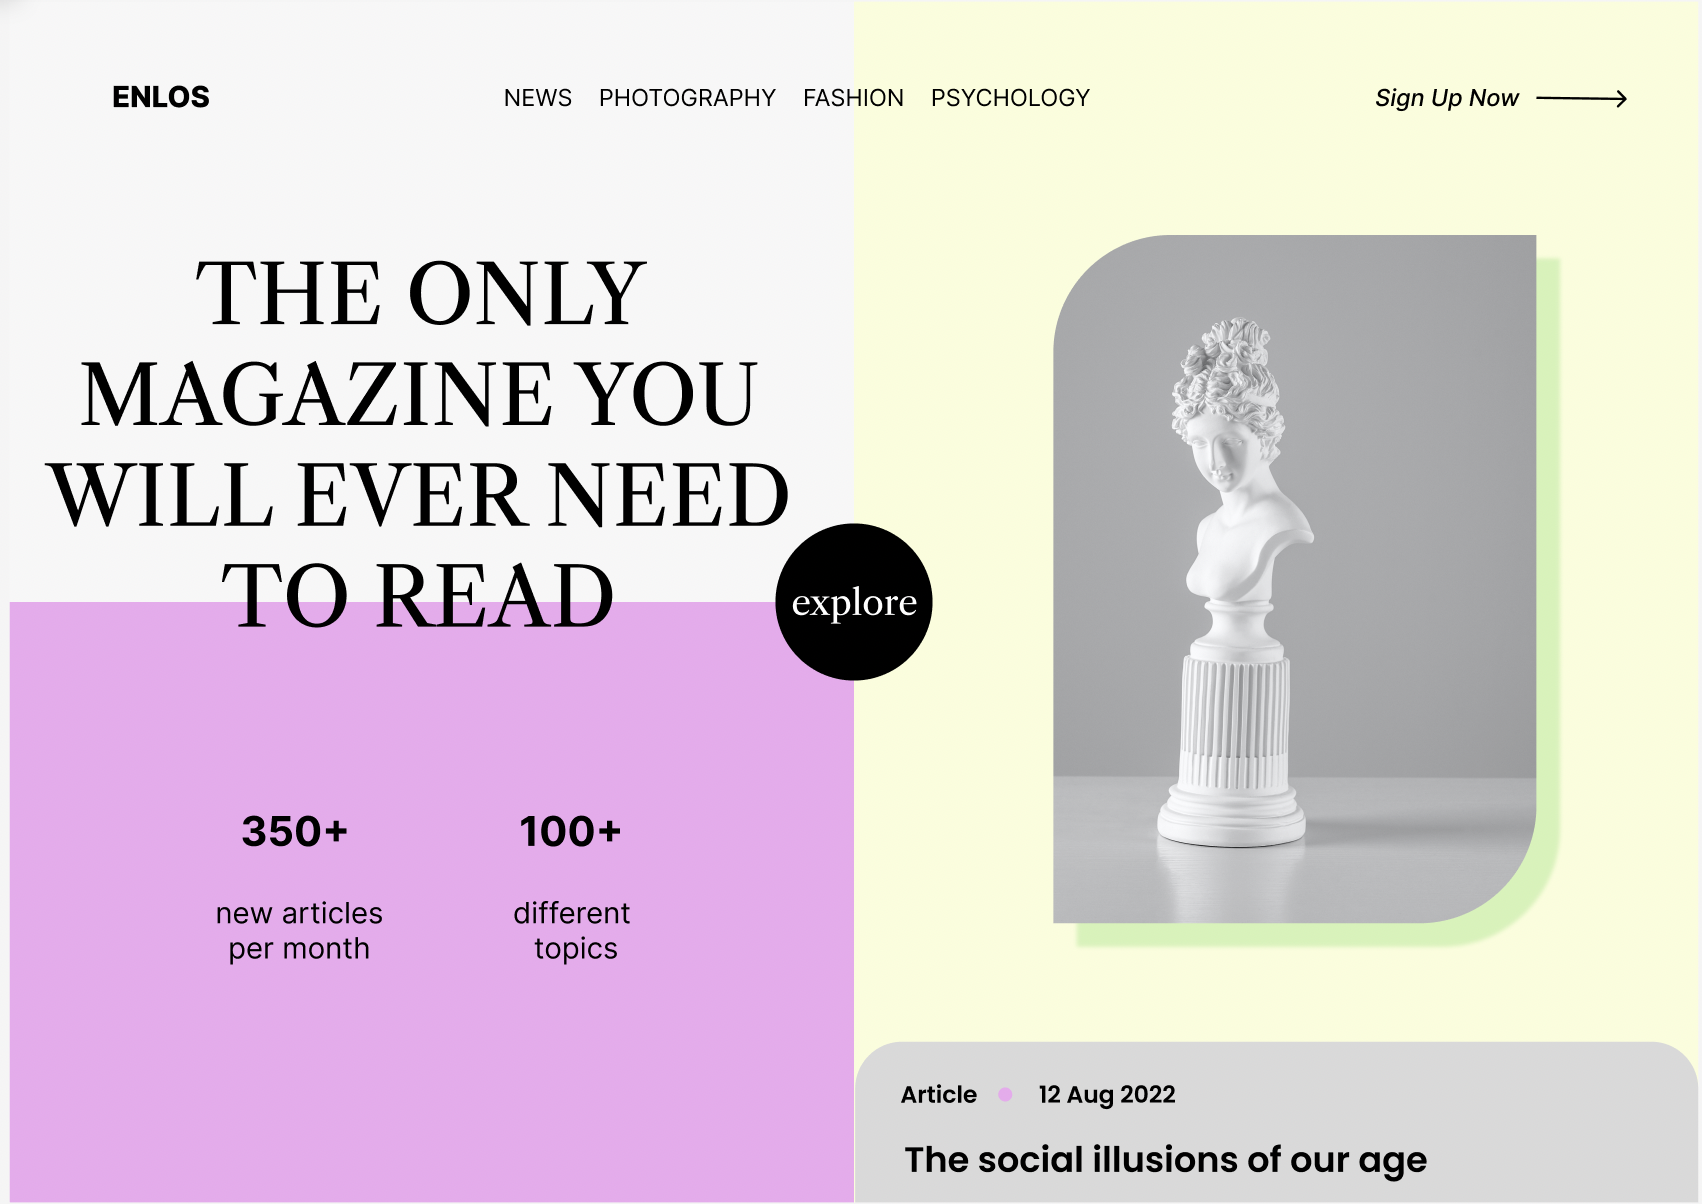 ENLOS
NEWS PHOTOGRAPHY FASHION PSYCHOLOGY
Sign Up Now
THE ONLY
MAGAZINE YOU
WILL EVER NEED
TO READ
explore
350+
new articles
per month
100+
different
topics
Article
12 Aug 2022
The social illusions of our age